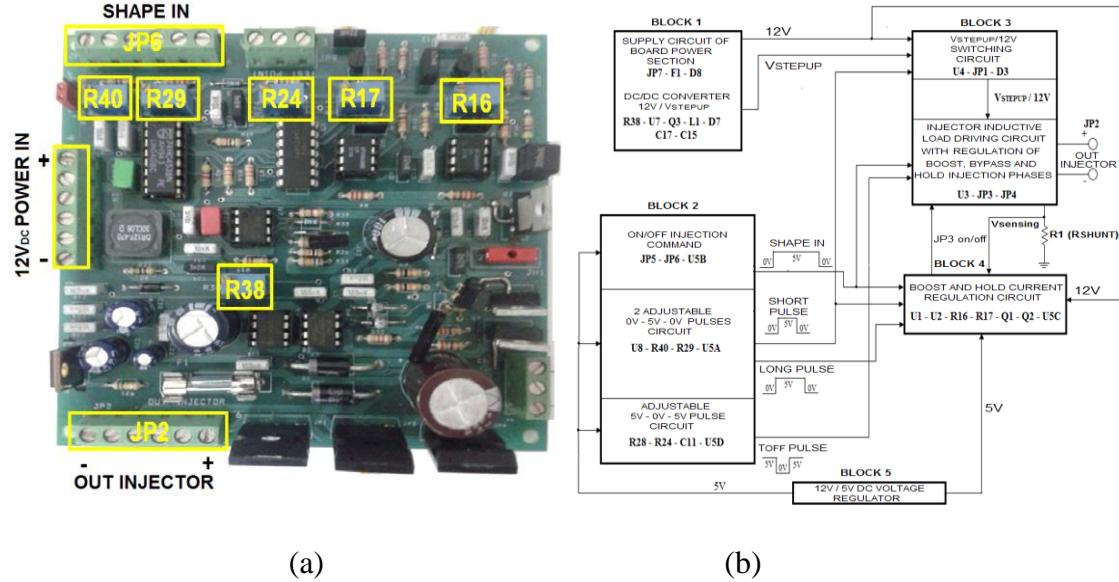 SHAPE IN
JP6
R40
R29
R24
R17
R16
12VDC POWER IN
+
-
R38
OUT INJECTOR
JP2
-
+
OUT INJECTOR
(a)
BLOCK 1
SUPPLY CIRCUIT OF
BOARD POWER
SECTION
JP7 - F1 - D8
DC/DC CONVERTER
12V / VSTEPUP
R38 - U7 - Q3 - L1 - D7
C17 - C15
12V
VSTEPUP
BLOCK 3
VSTEPUP/12V
SWITCHING
CIRCUIT
U4 - JP1 - D3
VSTEPUP / 12V
INJECTOR INDUCTIVE
LOAD DRIVING CIRCUIT
WITH REGULATION OF
BOOST, BYPASS AND
HOLD INJECTION PHASES
U3 - JP3 - JP4
JP2
+
OUT
INJECTOR
-
Vsensing
R1 (RSHUNT)
JP3 on/off
BLOCK 2
ON/OFF INJECTION
COMMAND
JP5 - JP6 - U5B
2 ADJUSTABLE
0V - 5V - 0V PULSES
CIRCUIT
U8 - R40 - R29 - U5A
ADJUSTABLE
5V - 0V - 5V PULSE
CIRCUIT
R28 - R24 - C11 - U5D
SHAPE IN
0V 5V 0V
SHORT
PULSE
0V 5V 0V
LONG PULSE
0V 5V 0V
TOFF PULSE
5V 0V 5V
BLOCK 4
BOOST AND HOLD CURRENT
REGULATION CIRCUIT
U1 - U2 - R16 - R17 - Q1 - Q2 - U5C
12V
5V
BLOCK 5
12V / 5V DC VOLTAGE
REGULATOR
5V
(b)